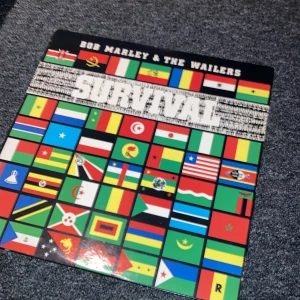 BOB MARLEY & THE WAILERS
SURVIVAL
R